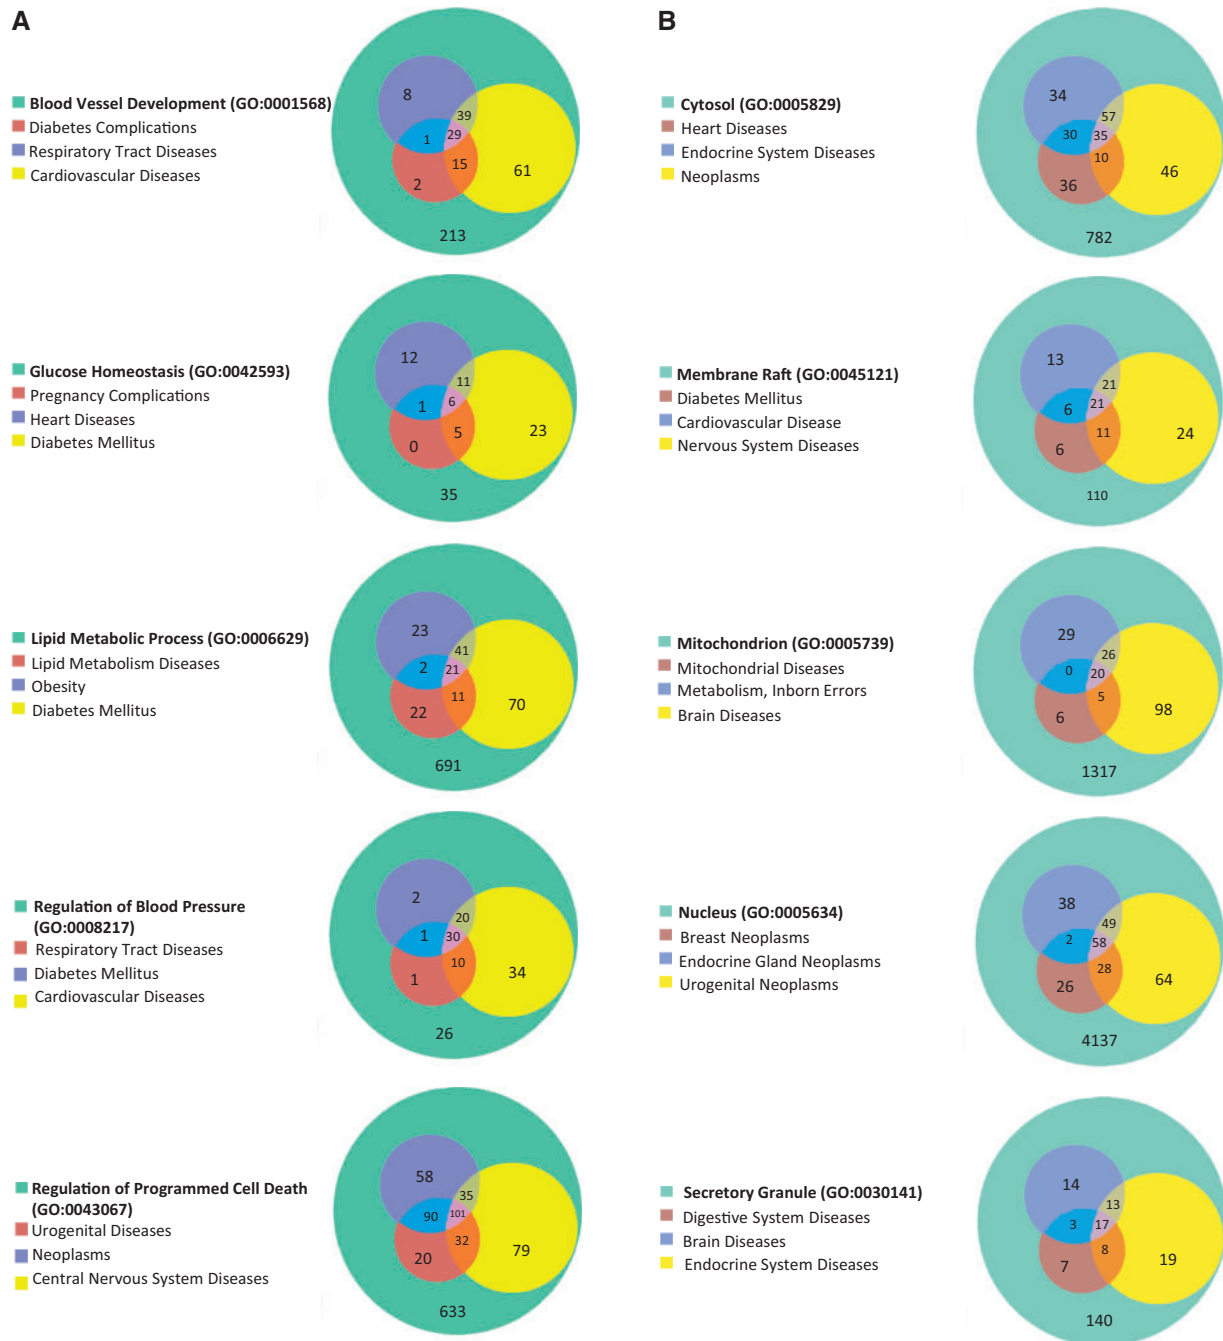 A
Blood Vessel Development (GO:0001568)
Diabetes Complications
Respiratory Tract Diseases
Cardiovascular Diseases
8
39
1
29
15
2
61
213
Glucose Homeostasis (GO:0042593)
Pregnancy Complications
Heart Diseases
Diabetes Mellitus
12
11
1
6
5
0
23
35
Lipid Metabolic Process (GO:0006629)
Lipid Metabolism Diseases
Obesity
Diabetes Mellitus
23
41
2
21
11
22
70
691
Regulation of Blood Pressure
(GO:0008217)
Respiratory Tract Diseases
Diabetes Mellitus
Cardiovascular Diseases
2
20
1
30
10
1
34
26
Regulation of Programmed Cell Death
(GO:0043067)
Urogenital Diseases
Neoplasms
Central Nervous System Diseases
58
35
90
101
32
20
79
633
B
Cytosol (GO:0005829)
Heart Diseases
Endocrine System Diseases
Neoplasms
34
57
30
35
10
36
46
782
Membrane Raft (GO:0045121)
Diabetes Mellitus
Cardiovascular Disease
Nervous System Diseases
13
21
6
21
11
6
24
110
Mitochondrion (GO:0005739)
Mitochondrial Diseases
Metabolism, Inborn Errors
Brain Diseases
29
26
0
20
5
6
98
1317
Nucleus (GO:0005634)
Breast Neoplasms
Endocrine Gland Neoplasms
Urogenital Neoplasms
38
49
2
58
28
26
64
4137
Secretory Granule (GO:0030141)
Digestive System Diseases
Brain Diseases
Endocrine System Diseases
14
13
3
17
8
7
19
140